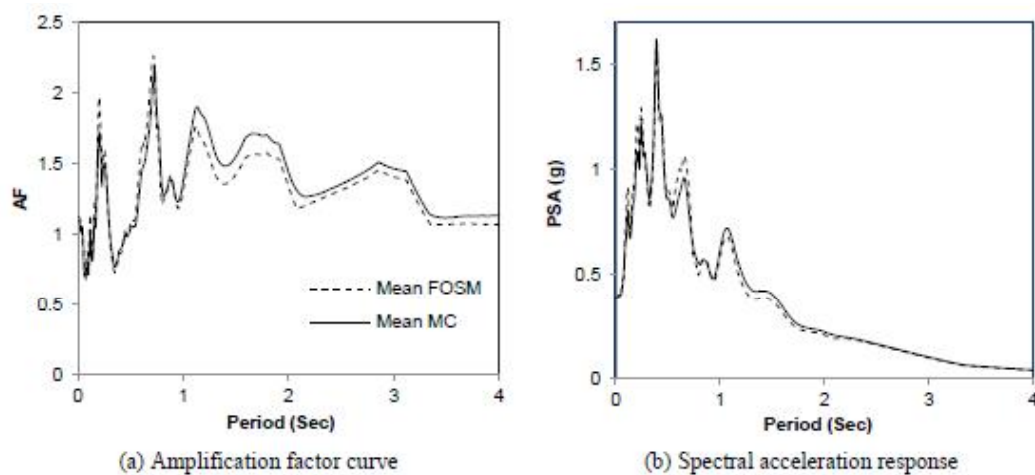 2.5
2
1.5
1
0.5
0
AF
0
1
2
3
4
Period (Sec)
Mean FOSM
Mean MC
(a) Amplification factor curve
1.5
1
0.5
0
PSA (g)
0
1
2
3
4
Period (Sec)
(b) Spectral acceleration response